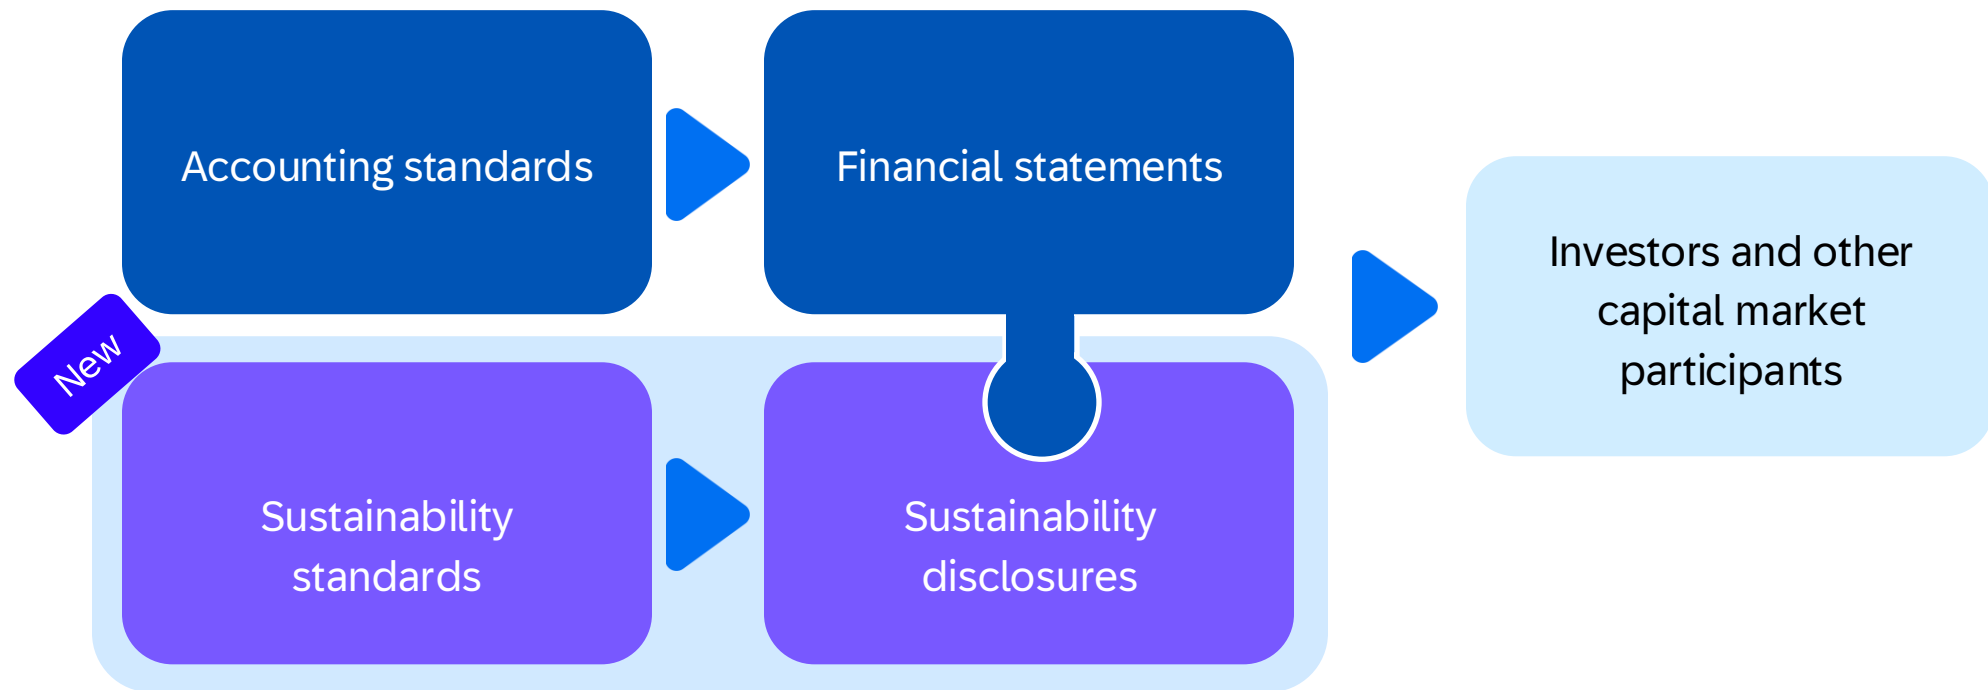 Accounting standards
Financial statements
Investors and other
capital market
participants
New
Sustainability
standards
Sustainability
disclosures